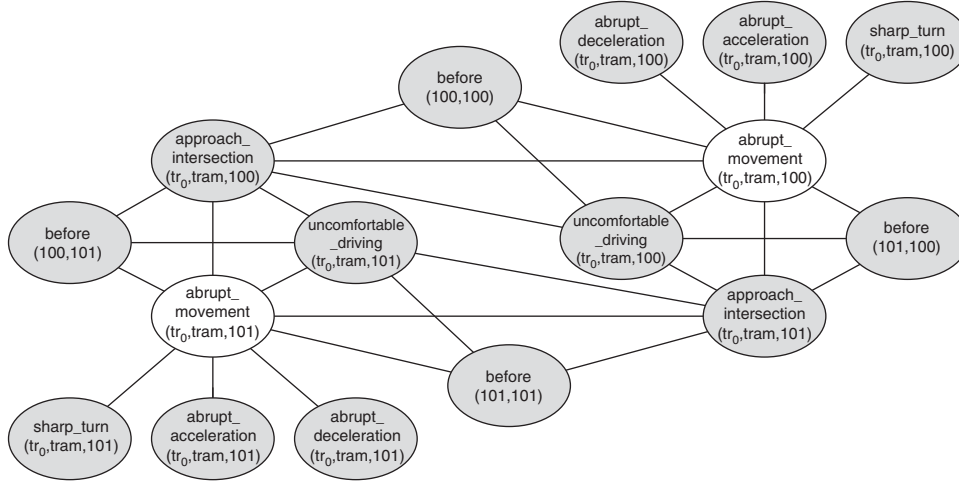 abrupt_
deceleration
(tr0,tram,100)
abrupt_
acceleration
(tr0,tram,100)
sharp_turn
(tr0,tram,100)
before
(100,100)
approach_
intersection
(tr0,tram,100)
abrupt_
movement
(tr0,tram,100)
before
(100,101)
uncomfortable
_driving
(tr0,tram,101)
uncomfortable
_driving
(tr0,tram,100)
before
(101,100)
abrupt_
movement
(tr0,tram,101)
approach_
intersection
(tr0,tram,101)
before
(101,101)
sharp_turn
(tr0,tram,101)
abrupt_
acceleration
(tr0,tram,101)
abrupt_
deceleration
(tr0,tram,101)